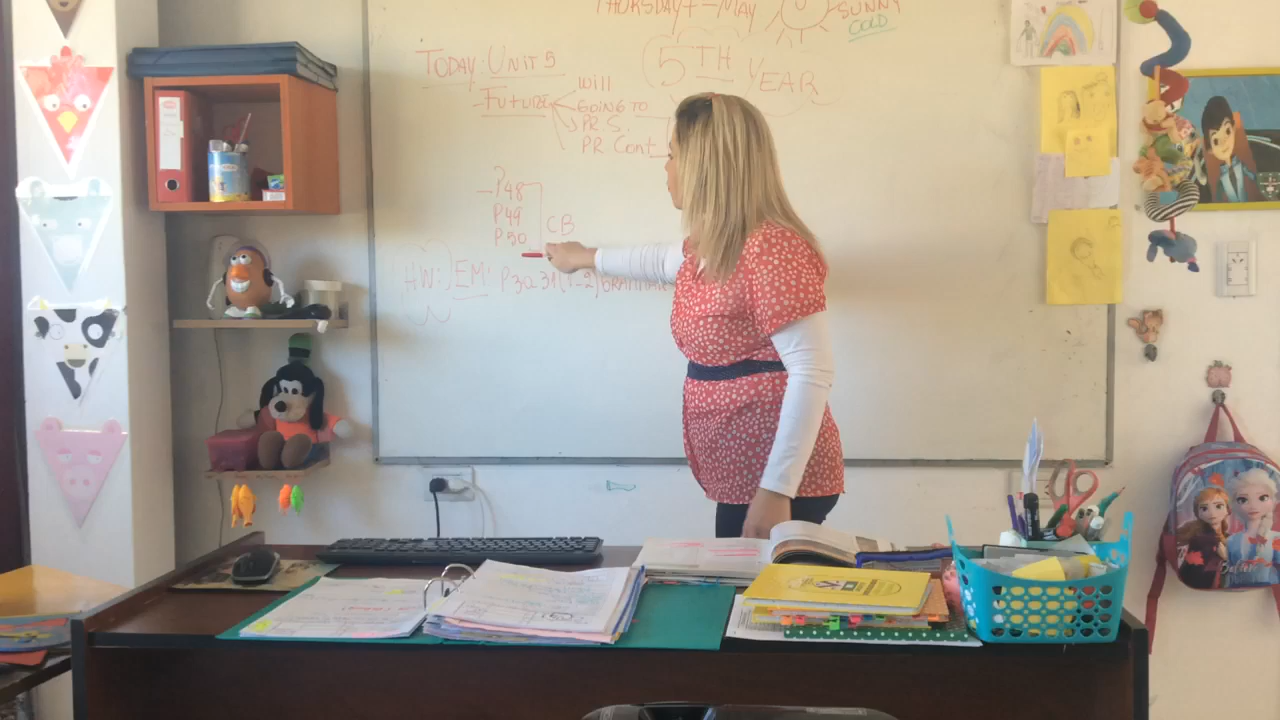 THURSDAY 7 - MAY
SUNNY
COLD
TODAY: UNIT 5
5TH YEAR
- FUTURE
WILL
GOING TO
PR. S.
PR CONT
- P48
P49
P50
CB
HW: EM: P30.31(1-2) GRAMMAR